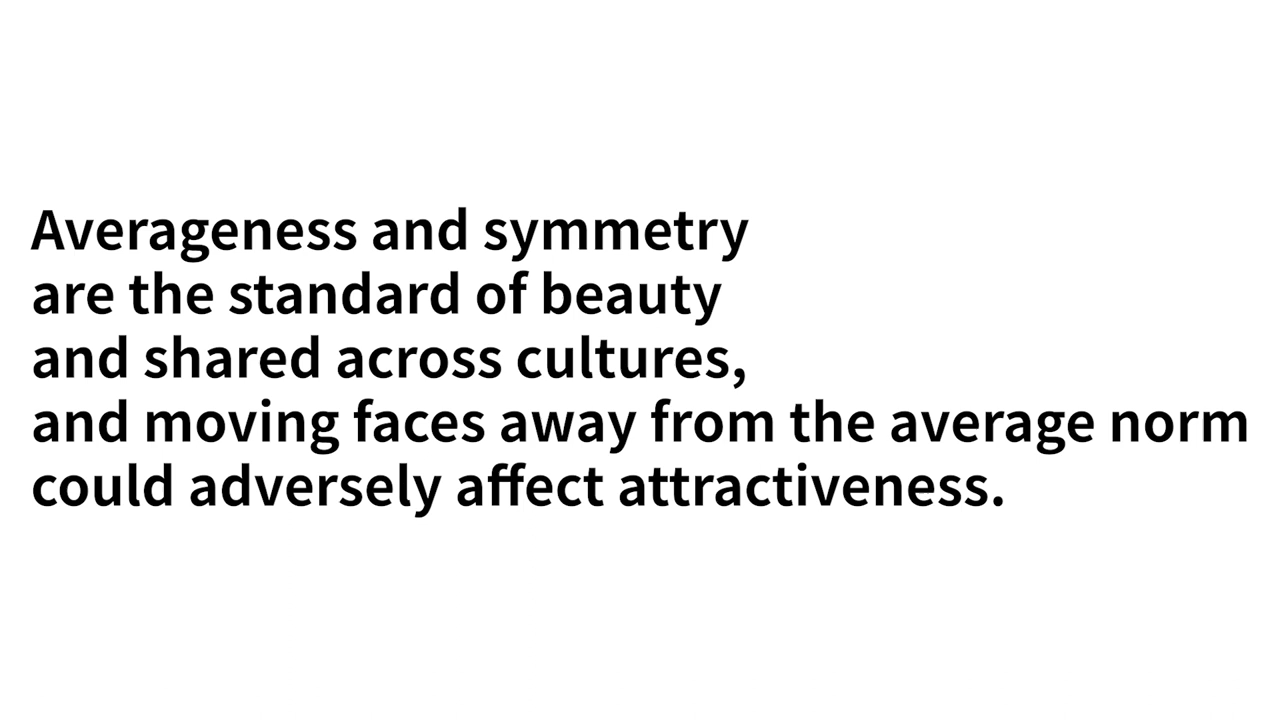 Averageness and symmetry
are the standard of beauty
and shared across cultures,
and moving faces away from the average norm
could adversely affect attractiveness.